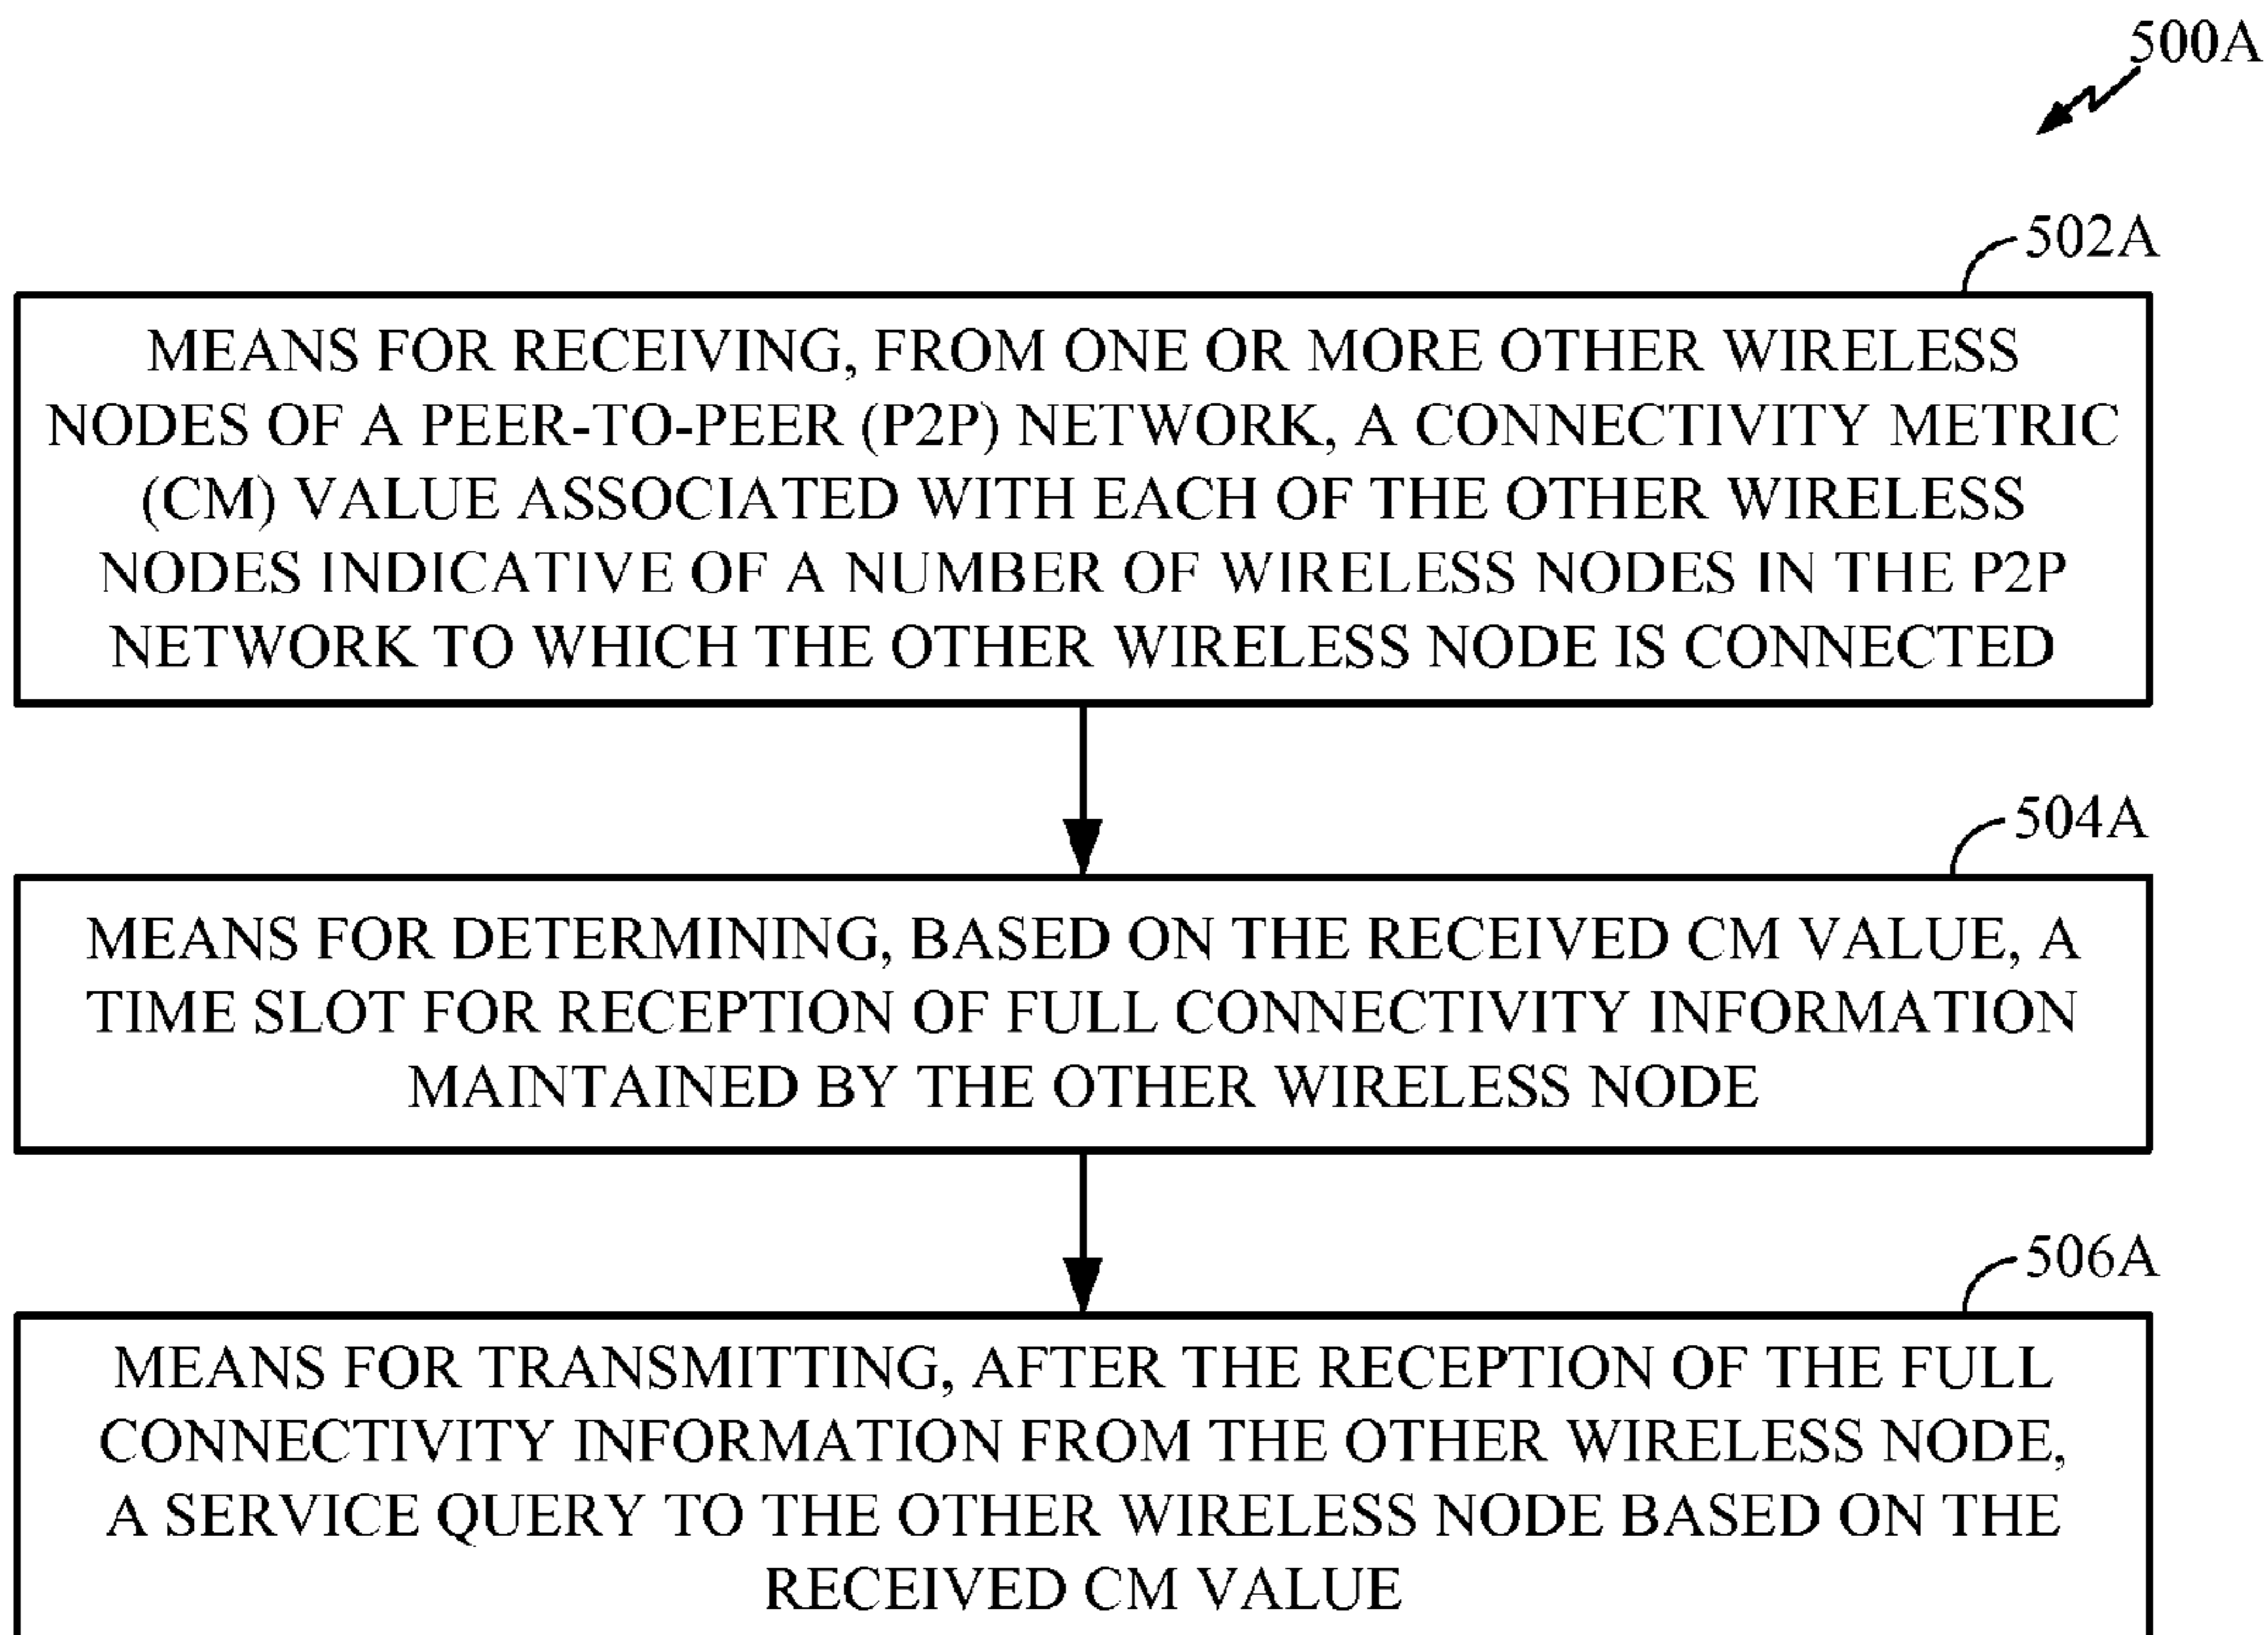 500A
502A
MEANS FOR RECEIVING, FROM ONE OR MORE OTHER WIRELESS
NODES OF A PEER-TO-PEER (P2P) NETWORK, A CONNECTIVITY METRIC
(CM) VALUE ASSOCIATED WITH EACH OF THE OTHER WIRELESS
NODES INDICATIVE OF A NUMBER OF WIRELESS NODES IN THE P2P
NETWORK TO WHICH THE OTHER WIRELESS NODE IS CONNECTED
504A
MEANS FOR DETERMINING, BASED ON THE RECEIVED CM VALUE, A
TIME SLOT FOR RECEPTION OF FULL CONNECTIVITY INFORMATION
MAINTAINED BY THE OTHER WIRELESS NODE
506A
MEANS FOR TRANSMITTING, AFTER THE RECEPTION OF THE FULL
CONNECTIVITY INFORMATION FROM THE OTHER WIRELESS NODE,
A SERVICE QUERY TO THE OTHER WIRELESS NODE BASED ON THE
RECEIVED CM VALUE